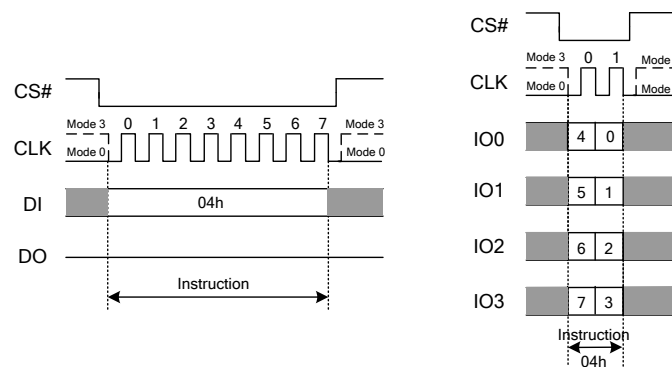 CS#
Mode 3 0 1 2 3 4 5 6 7 Mode 3
CLK
Mode 0 Mode 0
DI
04h
DO
Instruction
CS#
Mode 3 0 1 Mode
CLK
Mode 0 Mode
IO0 4 0
IO1 5 1
IO2 6 2
IO3 7 3
Instruction
04h